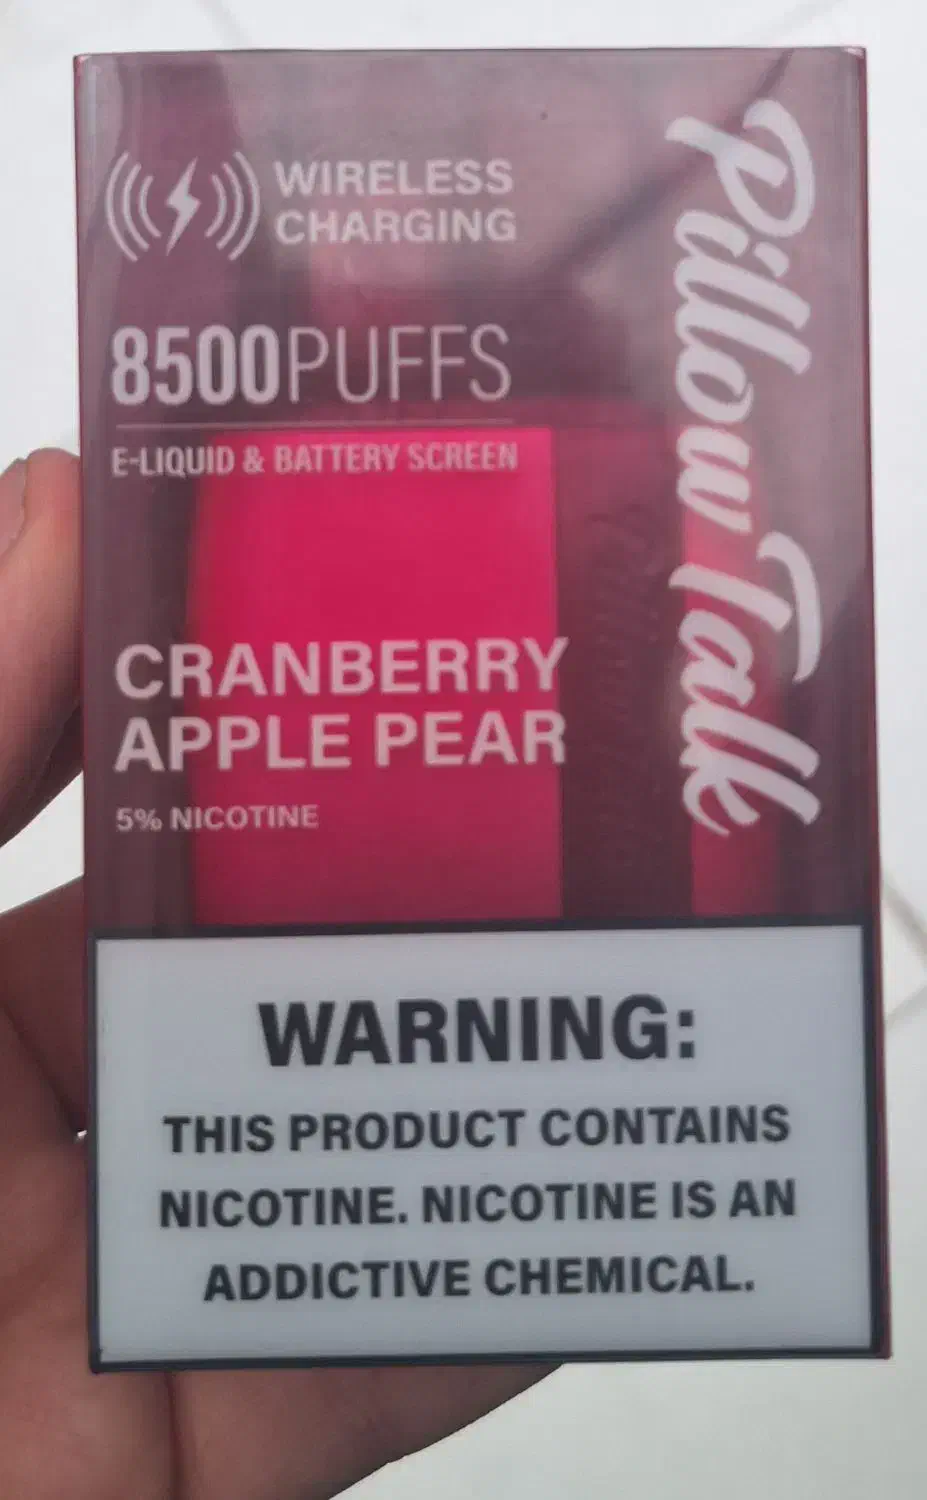 WIRELESS
CHARGING
8500PUFFS
E-LIQUID & BATTERY SCREEN
CRANBERRY
APPLE PEAR
5% NICOTINE
Pillow Talk
WARNING:
THIS PRODUCT CONTAINS
NICOTINE. NICOTINE IS AN
ADDICTIVE CHEMICAL.